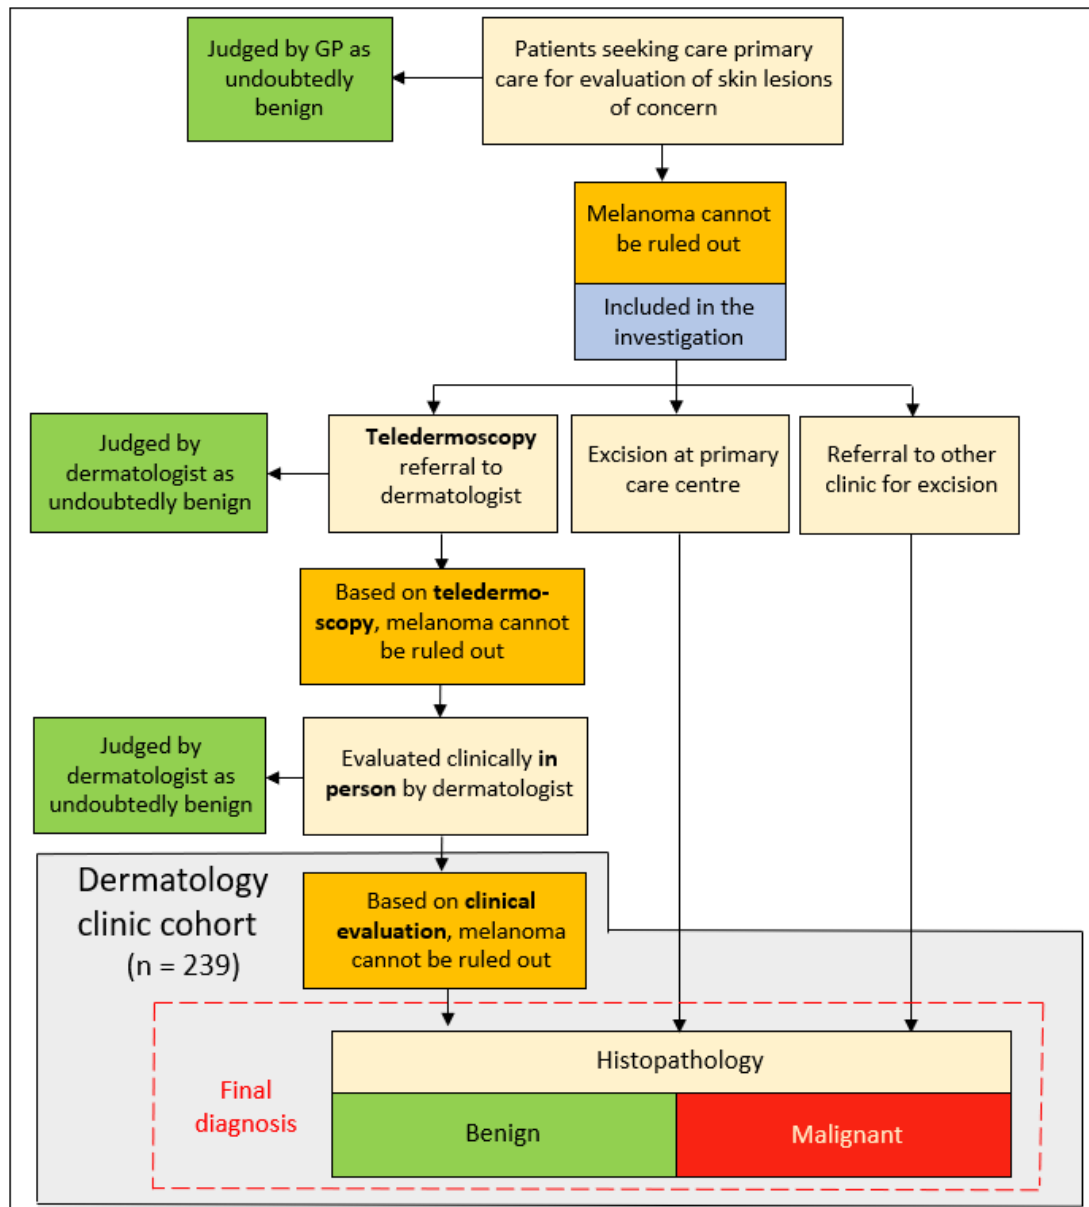 Judged by GP as
undoubtedly
benign
Patients seeking care primary
care for evaluation of skin lesions
of concern
Melanoma cannot
be ruled out
Included in the
investigation
Judged by
dermatologist as
undoubtedly benign
Teledermoscopy
referral to
dermatologist
Excision at primary
care centre
Referral to other
clinic for excision
Based on teledermo-
scopy, melanoma cannot
be ruled out
Judged by
dermatologist as
undoubtedly benign
Evaluated clinically in
person by dermatologist
Dermatology
clinic cohort
(n = 239)
Based on clinical
evaluation, melanoma
cannot be ruled out
Final
diagnosis
Histopathology
Benign
Malignant